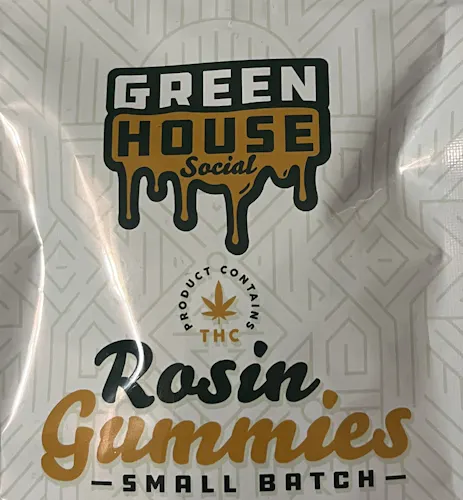 GREEN
HOUSE
Social
PRODUCT CONTAINS
THC
Rosin
Gummies
SMALL BATCH